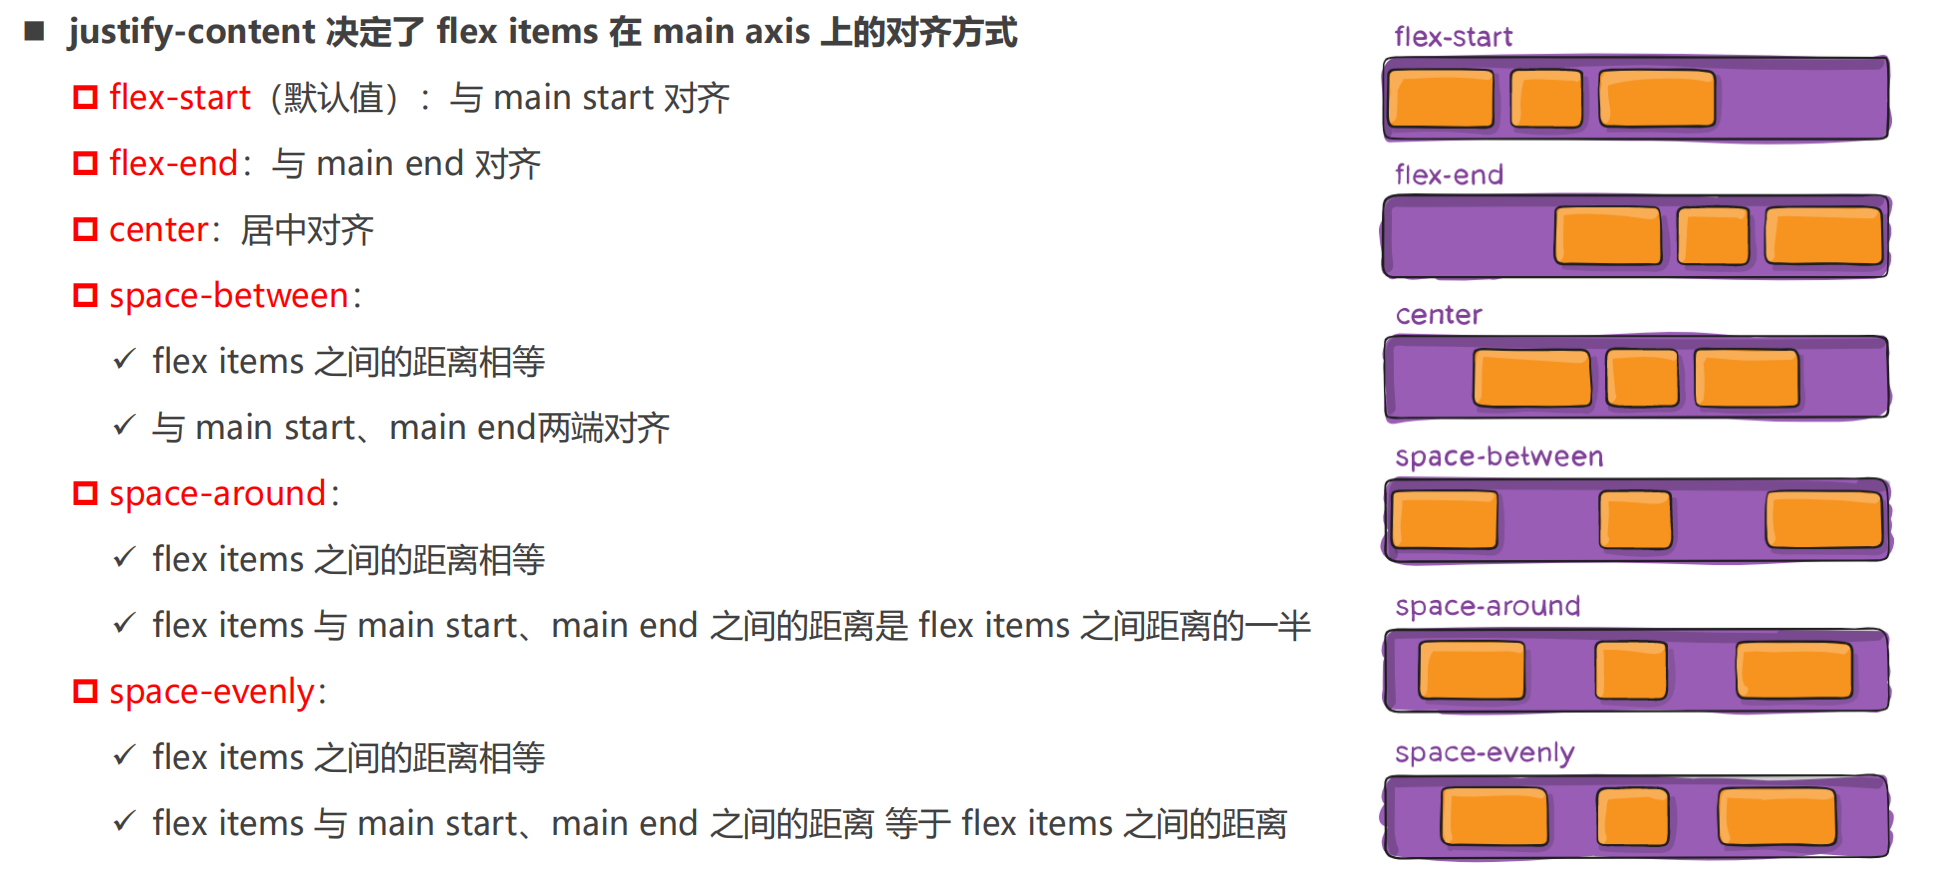 ■ justify-content 决定了 flex items 在 main axis 上的对齐方式
flex-start（默认值）：与 main start 对齐
flex-end：与 main end 对齐
center：居中对齐
space-between：
✓ flex items 之间的距离相等
✓ 与 main start、main end两端对齐
space-around：
✓ flex items 之间的距离相等
✓ flex items 与 main start、main end 之间的距离是 flex items 之间距离的一半
space-evenly：
✓ flex items 之间的距离相等
✓ flex items 与 main start、main end 之间的距离 等于 flex items 之间的距离
flex-start
flex-end
center
space-between
space-around
space-evenly